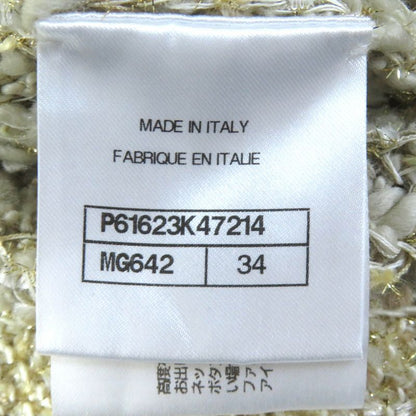 MADE IN ITALY
FABRIQUE EN ITALIE
P61623K47214
MG642 34